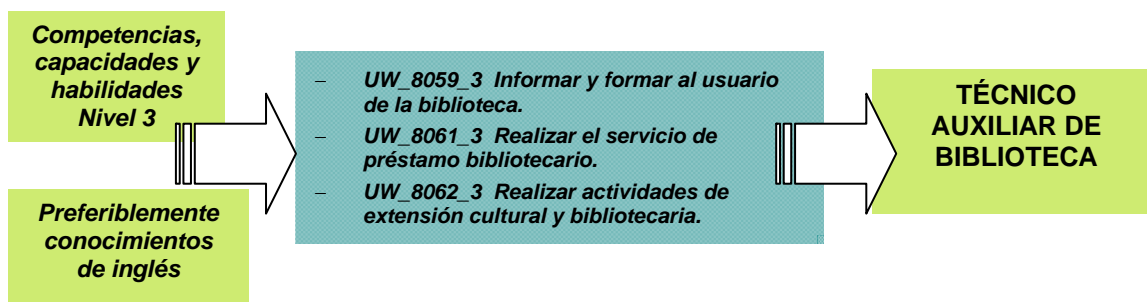 Competencias,
capacidades y
habilidades
Nivel 3
Preferiblemente
conocimientos
de inglés
– UW_8059_3 Informar y formar al usuario
de la biblioteca.
– UW_8061_3 Realizar el servicio de
préstamo bibliotecario.
– UW_8062_3 Realizar actividades de
extensión cultural y bibliotecaria.
TÉCNICO
AUXILIAR DE
BIBLIOTECA